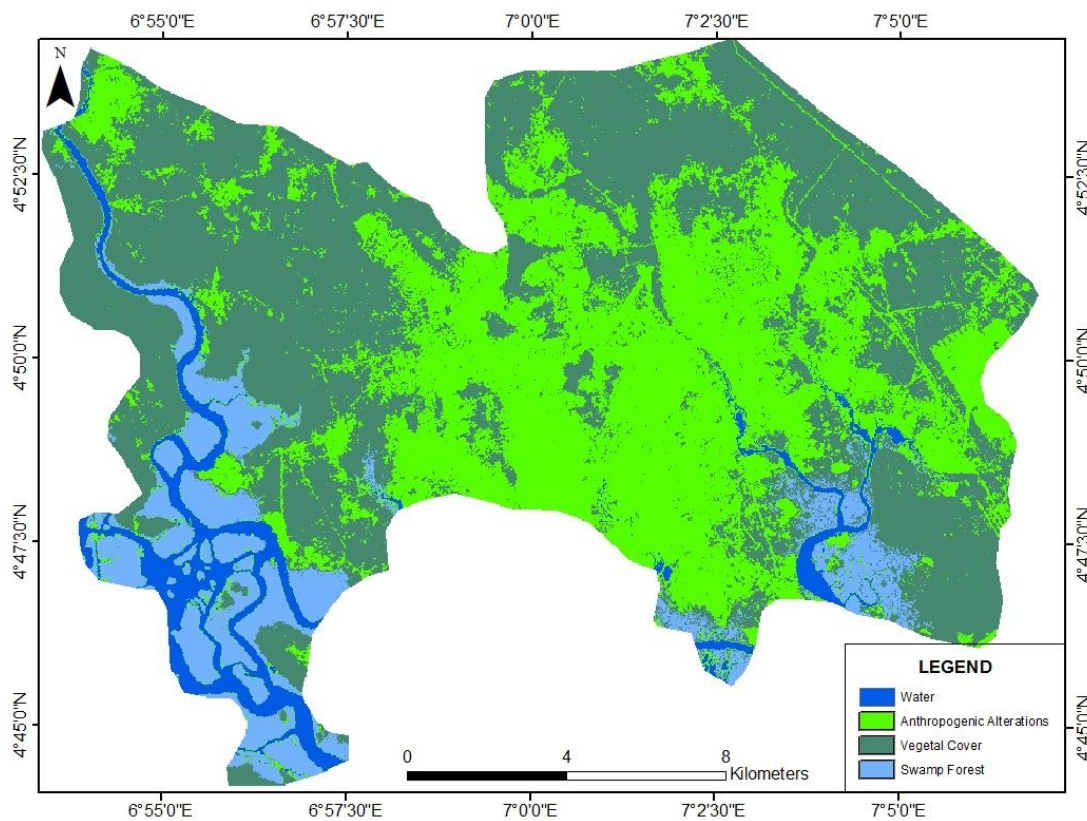 6°55'0"E 6°57'30"E 7°0'0"E 7°2'30"E 7°5'0"E
N
4°52'30"N 4°52'30"N
4°50'0"N 4°50'0"N
4°47'30"N 4°47'30"N
4°45'0"N 4°45'0"N
LEGEND
Water
Anthropogenic Alterations
Vegetal Cover
Swamp Forest
0 4 8
Kilometers
6°55'0"E 6°57'30"E 7°0'0"E 7°2'30"E 7°5'0"E